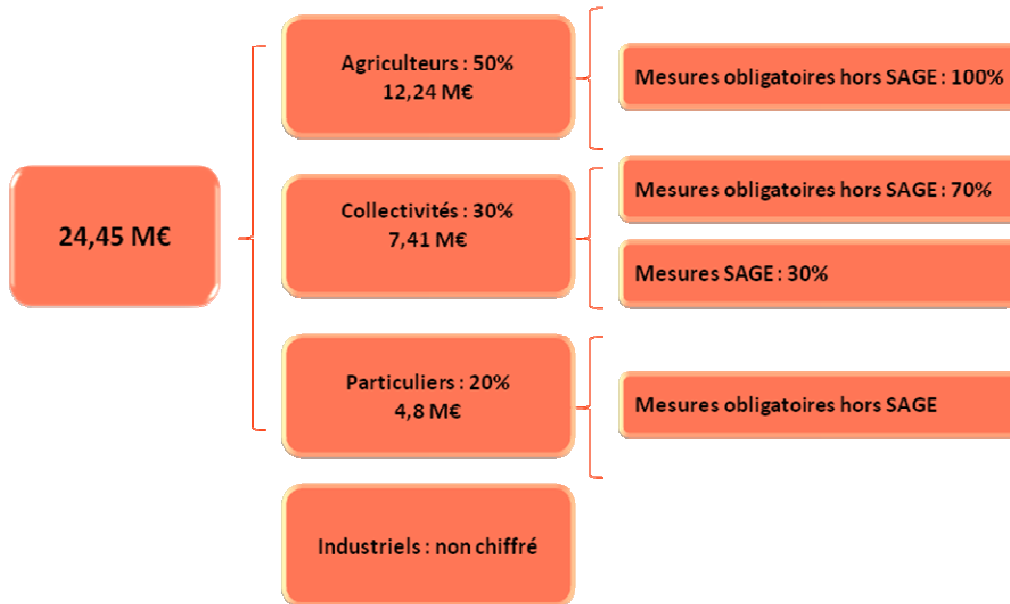 24,45 M€
Agriculteurs : 50%
12,24 M€
Mesures obligatoires hors SAGE : 100%
Collectivités : 30%
7,41 M€
Mesures obligatoires hors SAGE : 70%
Mesures SAGE : 30%
Particuliers : 20%
4,8 M€
Mesures obligatoires hors SAGE
Industriels : non chiffré